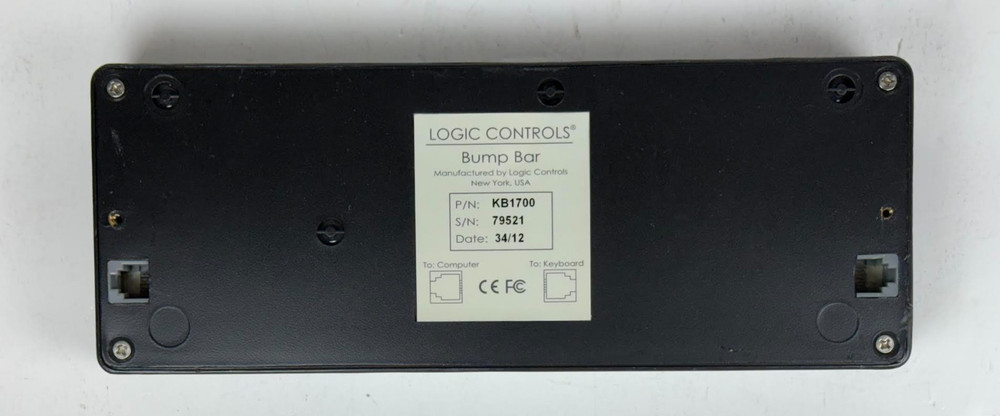 LOGIC CONTROLS®
Bump Bar
Manufactured by Logic Controls
New York, USA
P/N: KB1700
S/N: 79521
Date: 34/12
To: Computer To: Keyboard
CE FC